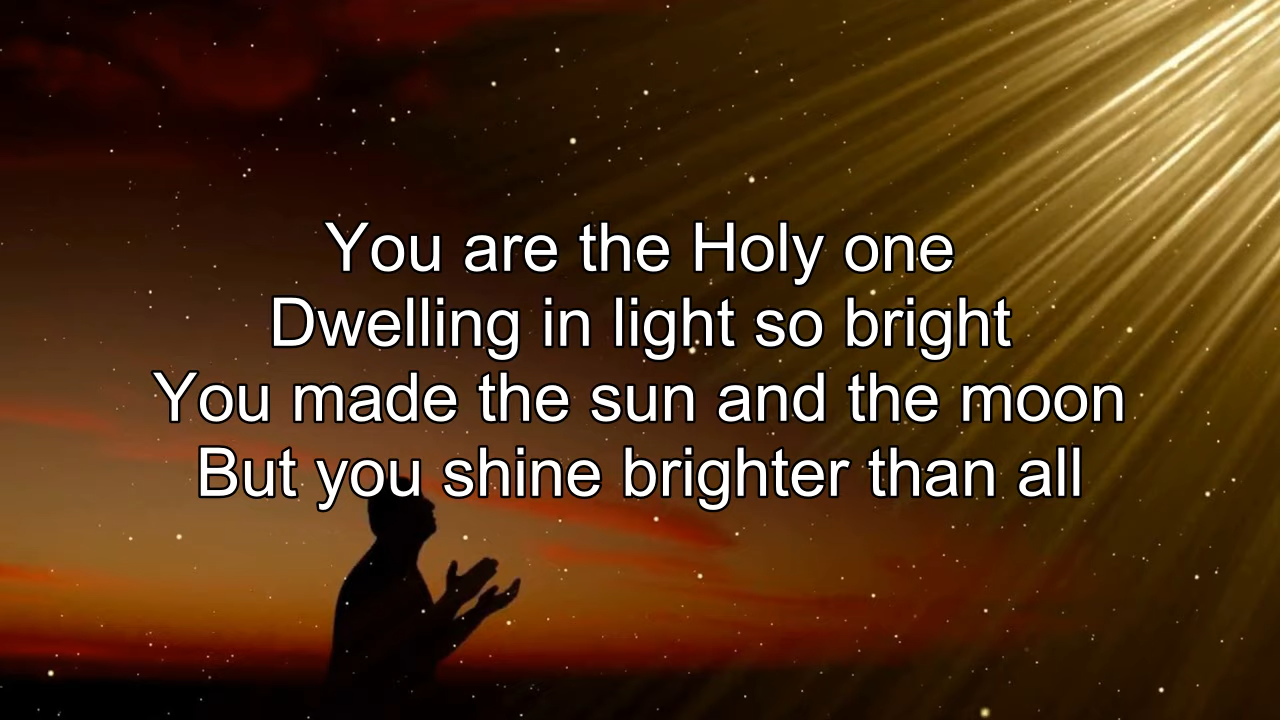 You are the Holy one
Dwelling in light so bright
You made the sun and the moon
But you shine brighter than all